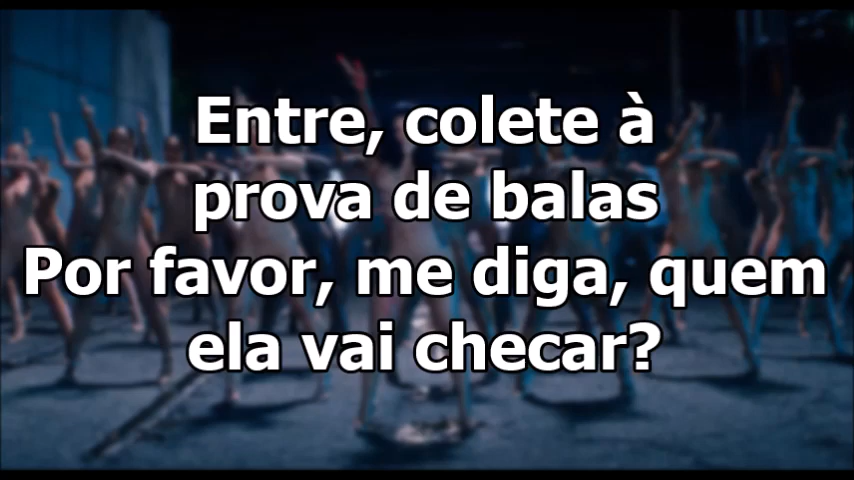 Entre, colete à
prova de balas
Por favor, me diga, quem
ela vai checar?